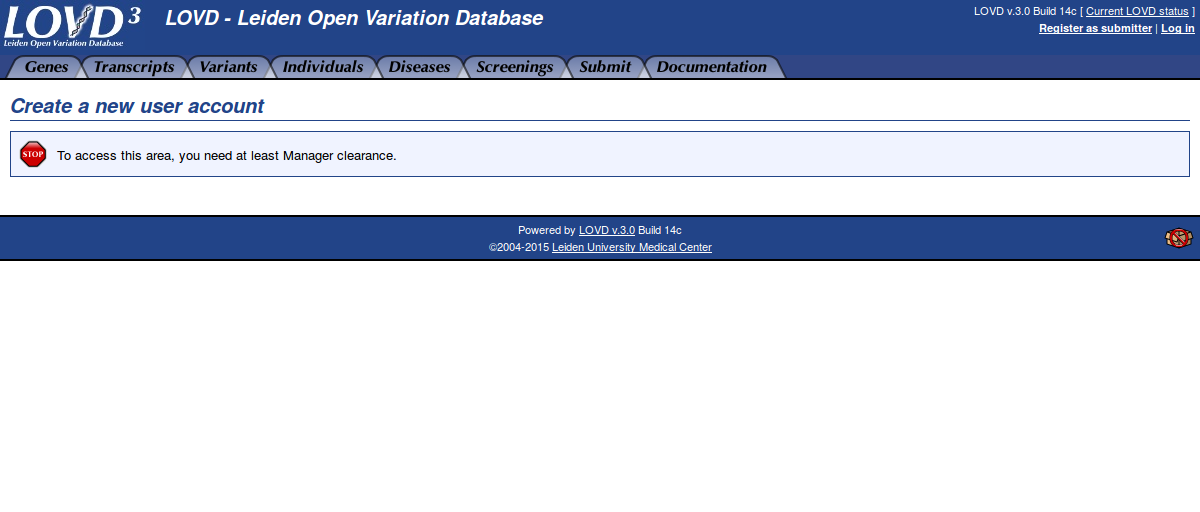 LOVD 3
Leiden Open Variation Database
LOVD - Leiden Open Variation Database
LOVD v.3.0 Build 14c [ Current LOVD status ]
Register as submitter | Log in
Genes Transcripts Variants Individuals Diseases Screenings Submit Documentation
Create a new user account
STOP To access this area, you need at least Manager clearance.
Powered by LOVD v.3.0 Build 14c
©2004-2015 Leiden University Medical Center